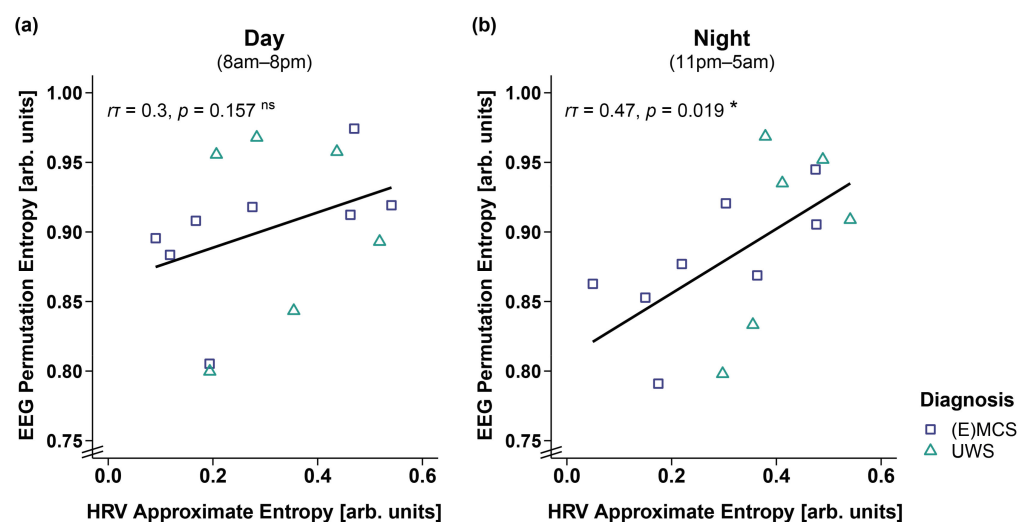 (a)
Day
(8am–8pm)
rτ = 0.3, p = 0.157 ns
EEG Permutation Entropy [arb. units]
1.00
0.95
0.90
0.85
0.80
0.75
0.0 0.2 0.4 0.6
HRV Approximate Entropy [arb. units]
(b)
Night
(11pm–5am)
rτ = 0.47, p = 0.019 *
EEG Permutation Entropy [arb. units]
1.00
0.95
0.90
0.85
0.80
0.75
0.0 0.2 0.4 0.6
HRV Approximate Entropy [arb. units]
Diagnosis
(E)MCS
UWS